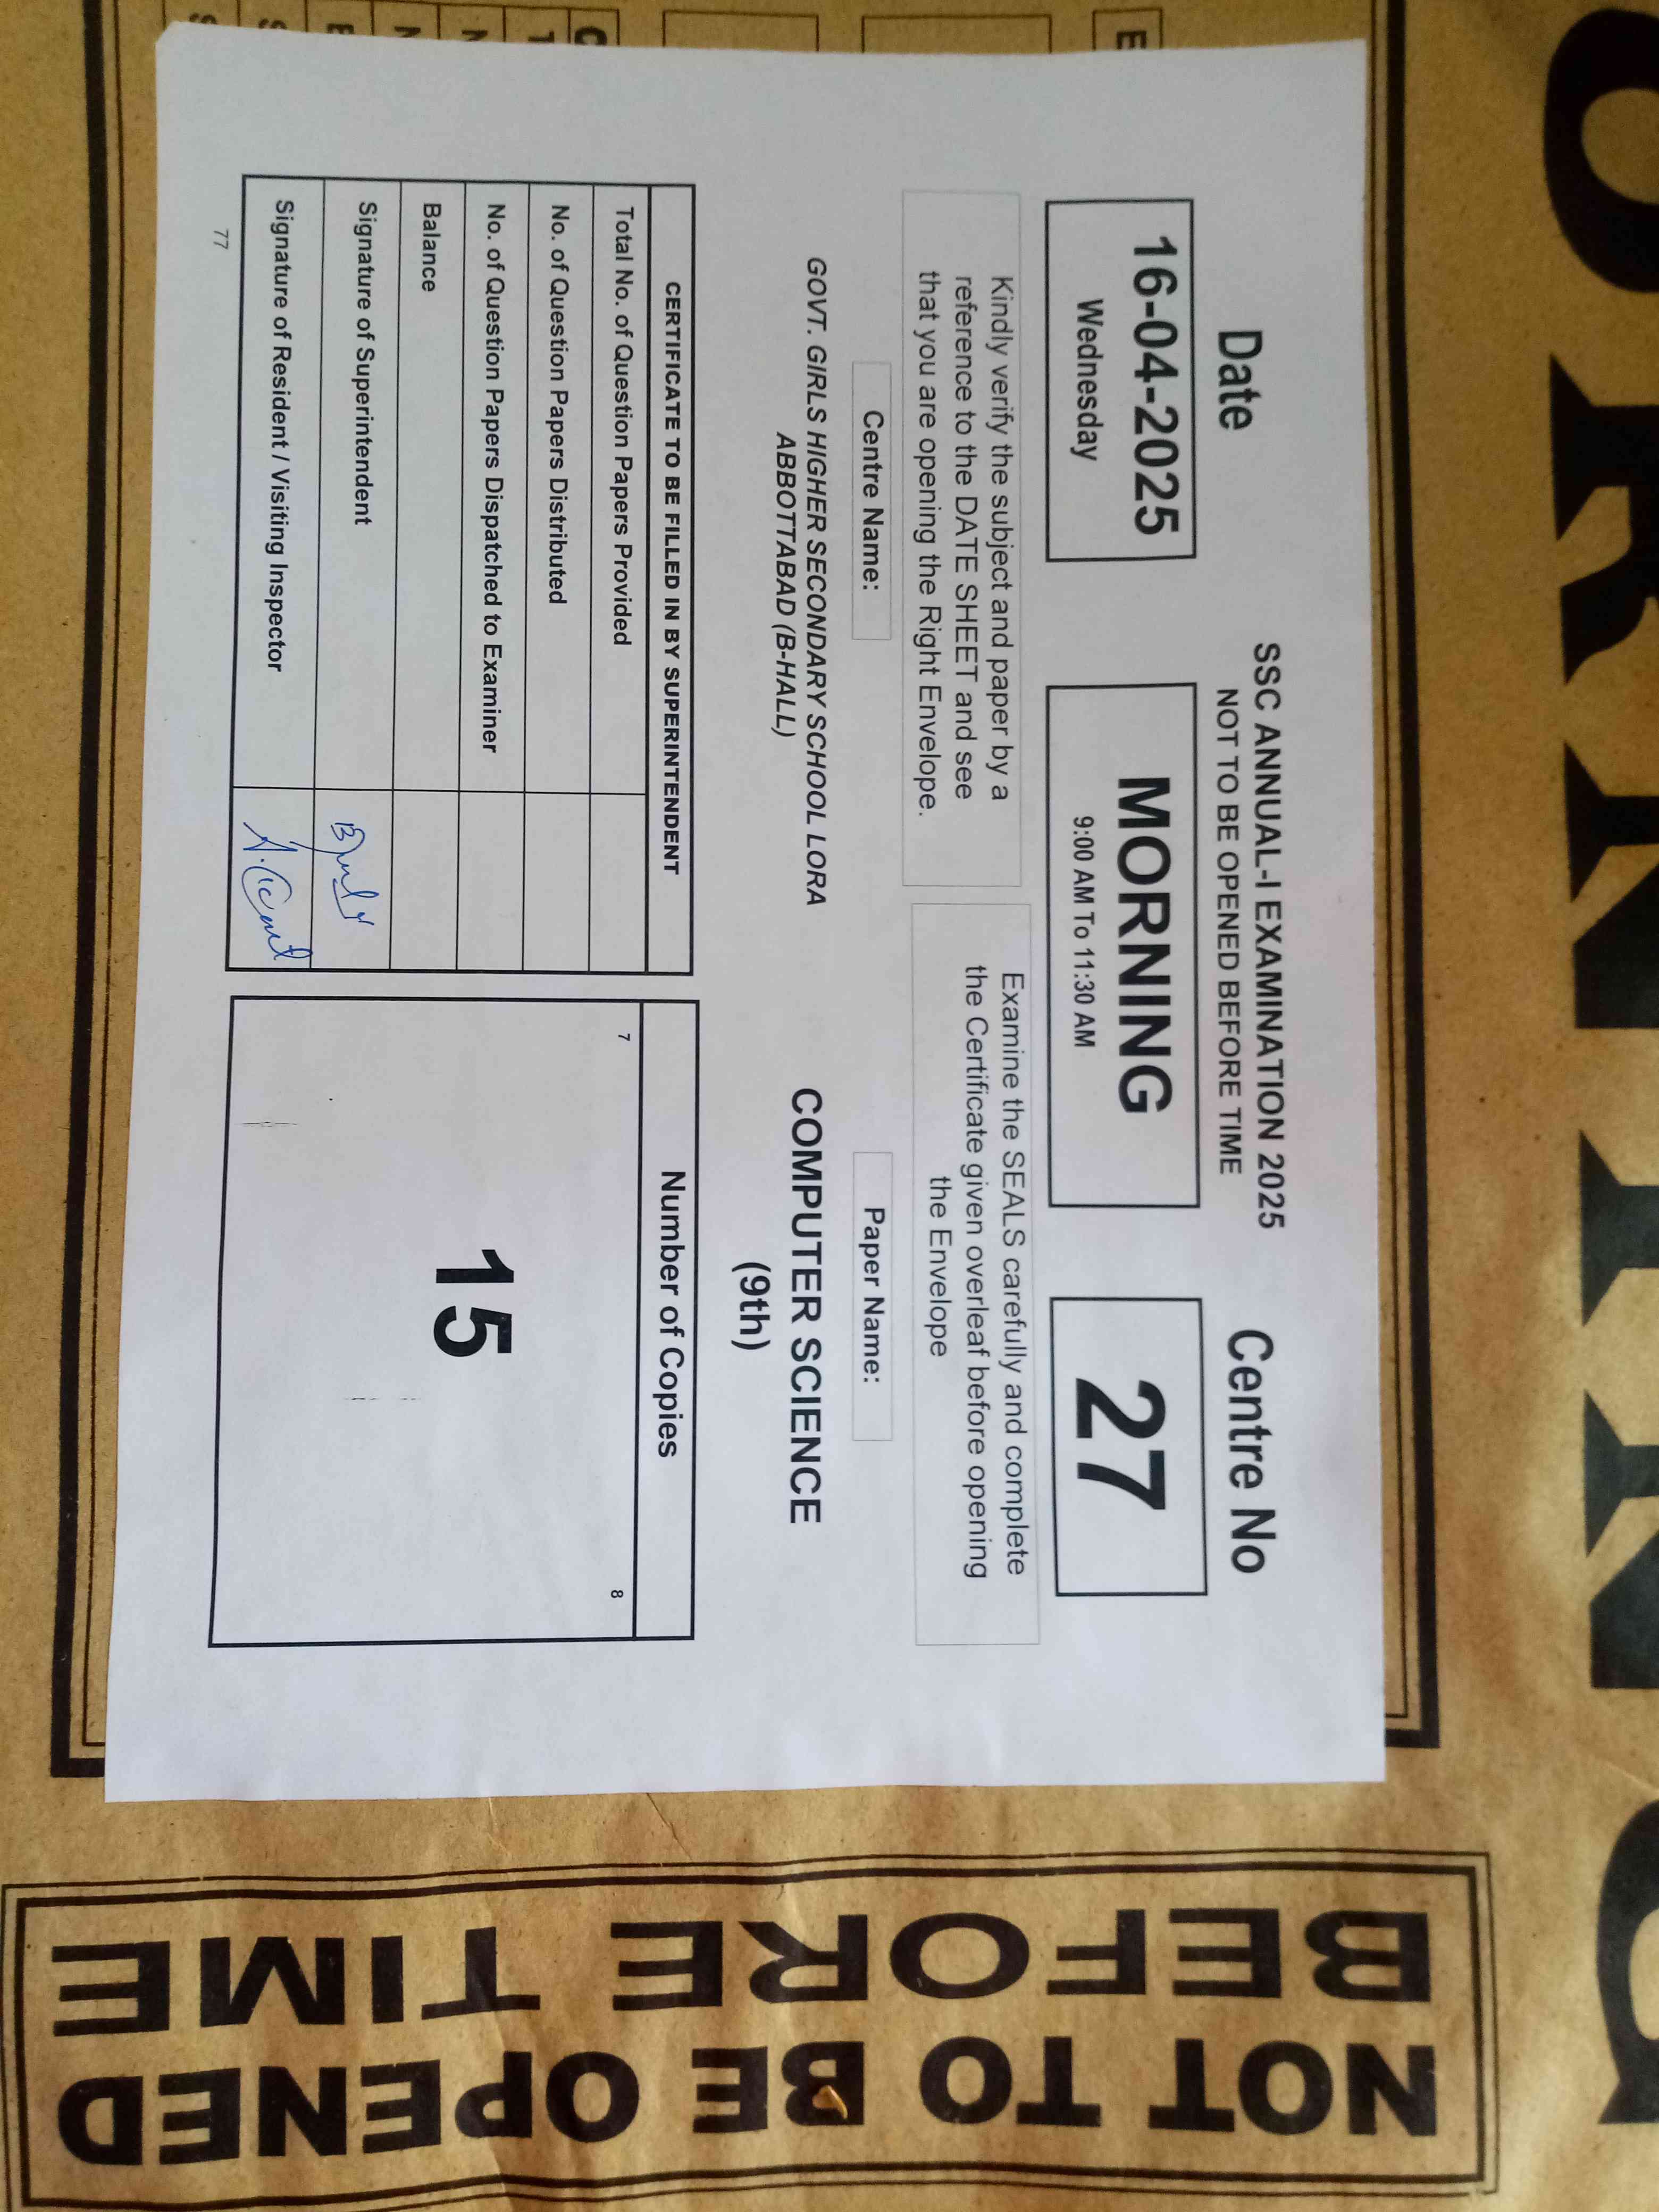 SSC ANNUAL-I EXAMINATION 2025
NOT TO BE OPENED BEFORE TIME
Date
Centre No
16-04-2025
Wednesday
MORNING
9:00 AM To 11:30 AM
27
Kindly verify the subject and paper by a
reference to the DATE SHEET and see
that you are opening the Right Envelope.
Examine the SEALS carefully and complete
the Certificate given overleaf before opening
the Envelope
Centre Name:
Paper Name:
GOVT. GIRLS HIGHER SECONDARY SCHOOL LORA
ABBOTTABAD (B-HALL)
COMPUTER SCIENCE
(9th)
CERTIFICATE TO BE FILLED IN BY SUPERINTENDENT
Total No. of Question Papers Provided
No. of Question Papers Distributed
No. of Question Papers Dispatched to Examiner
Balance
Signature of Superintendent
Signature of Resident / Visiting Inspector
77
Number of Copies
7
8
15
NOT TO BE OPENED
BEFORE TIME